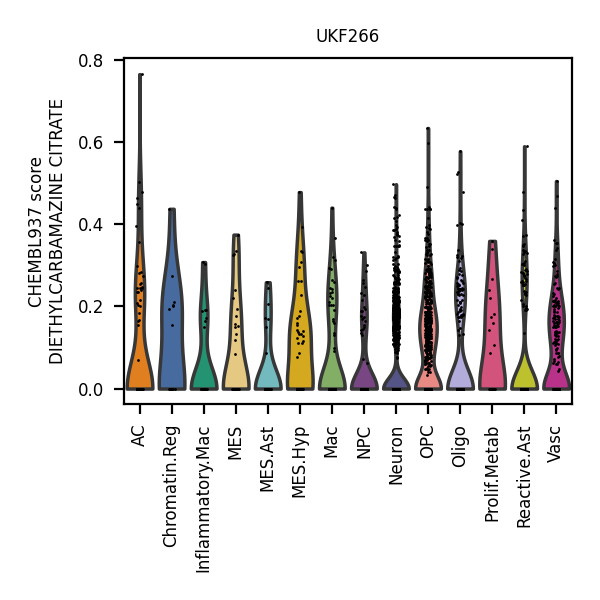 UKF266
CHEMBL937 score
DIETHYLCARBAMAZINE CITRATE
0.8
0.6
0.4
0.2
0.0
AC
Chromatin.Reg
Inflammatory.Mac
MES
MES.Ast
MES.Hyp
Mac
NPC
Neuron
OPC
Oligo
Prolif.Metab
Reactive.Ast
Vasc